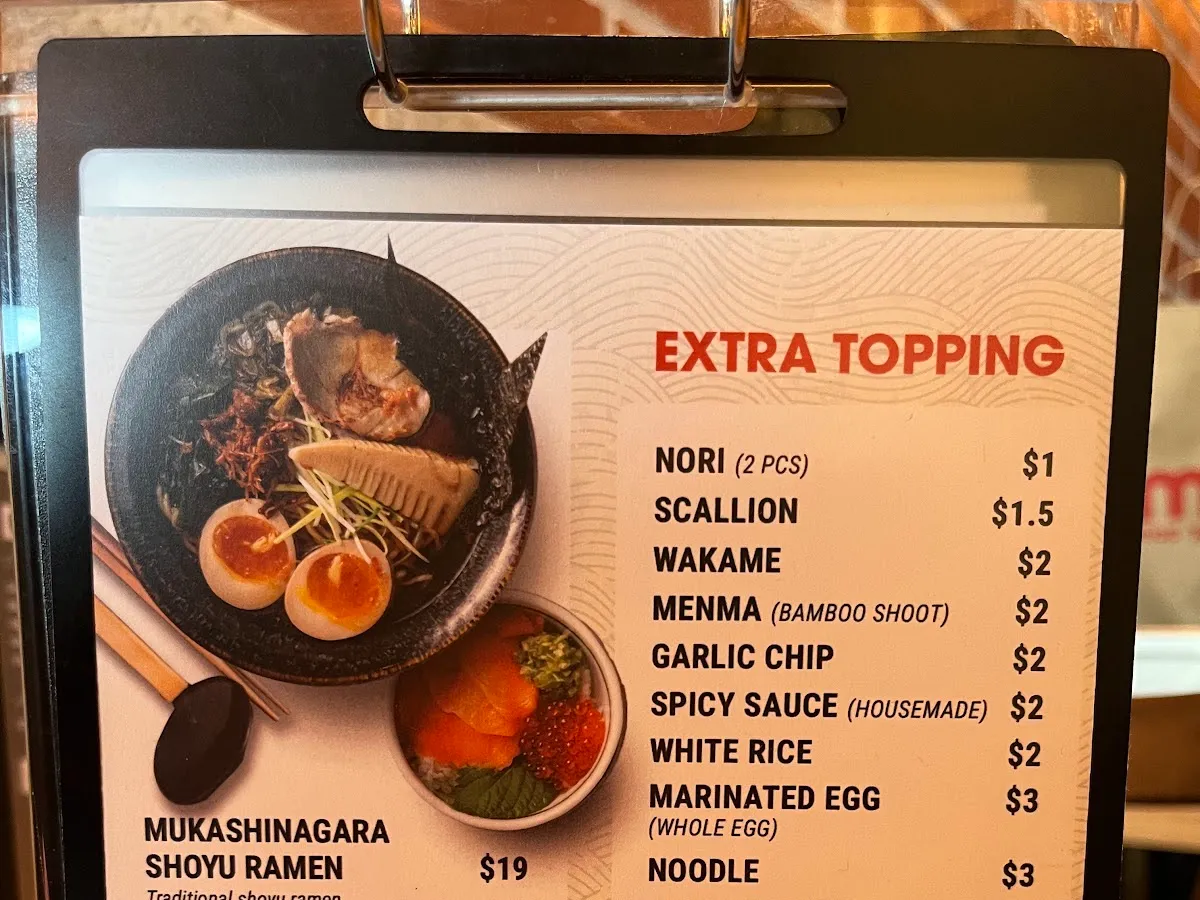 EXTRA TOPPING
NORI (2 PCS) $1
SCALLION $1.5
WAKAME $2
MENMA (BAMBOO SHOOT) $2
GARLIC CHIP $2
SPICY SAUCE (HOUSEMADE) $2
WHITE RICE $2
MARINATED EGG $3
(WHOLE EGG)
NOODLE $3
MUKASHINAGARA
SHOYU RAMEN $19
Traditional shoyu ramen